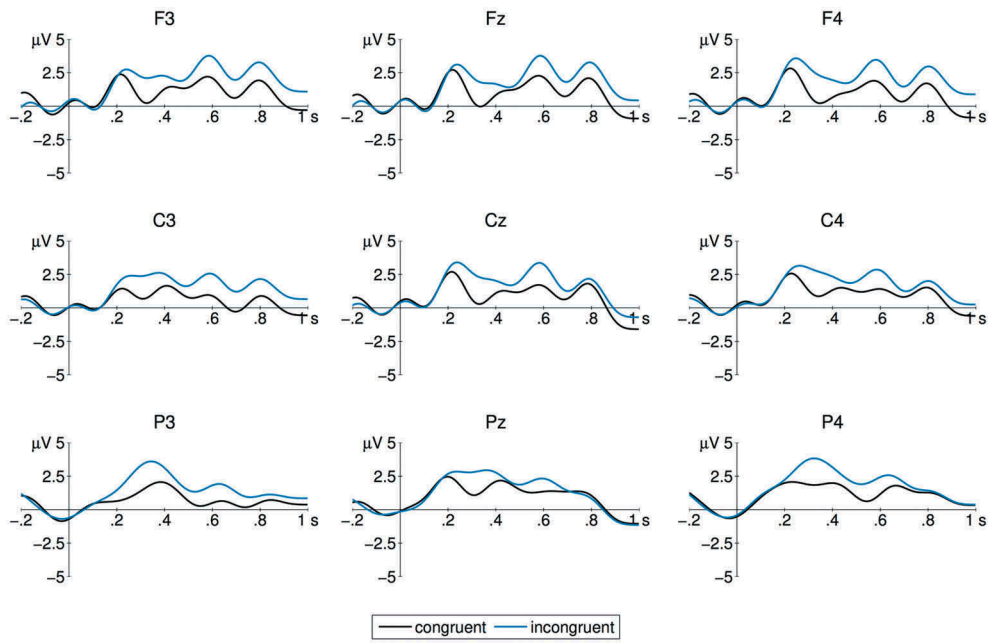 F3 Fz F4
µV 5 µV 5 µV 5
2.5 2.5 2.5
−.2 .2 .4 .6 .8 1 s −.2 .2 .4 .6 .8 1 s −.2 .2 .4 .6 .8 1 s
−2.5 −2.5 −2.5
−5 −5 −5
C3 Cz C4
µV 5 µV 5 µV 5
2.5 2.5 2.5
−.2 .2 .4 .6 .8 1 s −.2 .2 .4 .6 .8 1 s −.2 .2 .4 .6 .8 1 s
−2.5 −2.5 −2.5
−5 −5 −5
P3 Pz P4
µV 5 µV 5 µV 5
2.5 2.5 2.5
−.2 .2 .4 .6 .8 1 s −.2 .2 .4 .6 .8 1 s −.2 .2 .4 .6 .8 1 s
−2.5 −2.5 −2.5
−5 −5 −5
congruent incongruent